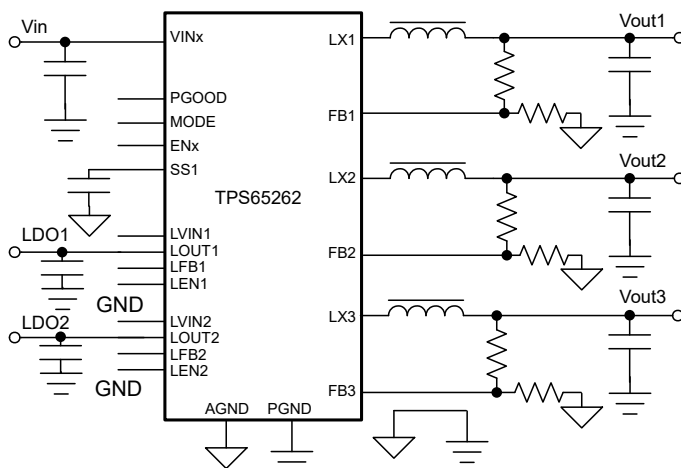 Vin
VINx
LX1
Vout1
PGOOD
MODE
FB1
ENx
SS1
LX2
Vout2
TPS65262
LDO1
LVIN1
LOUT1
FB2
LFB1
LEN1
GND
LX3
Vout3
LDO2
LVIN2
LOUT2
LFB2
LEN2
GND
FB3
AGND PGND